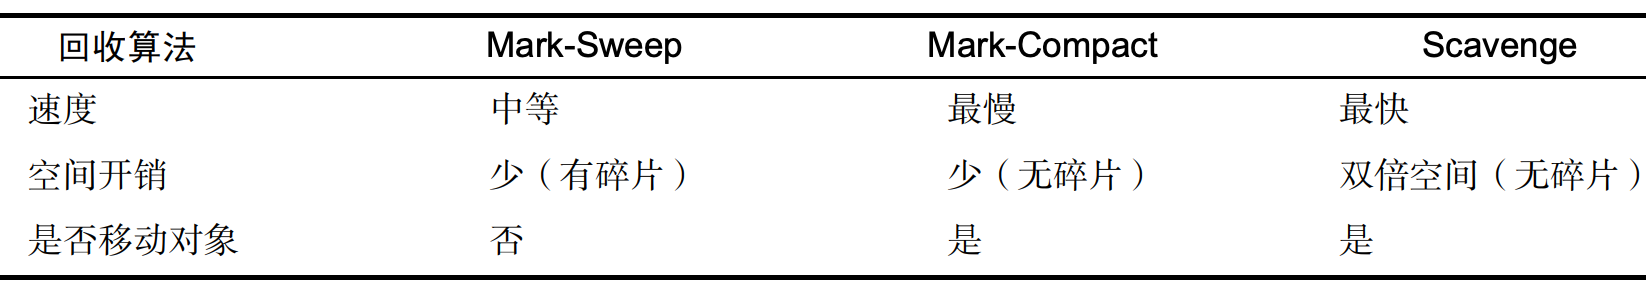 回收算法 Mark-Sweep Mark-Compact Scavenge
速度 中等 最慢 最快
空间开销 少（有碎片） 少（无碎片） 双倍空间（无碎片）
是否移动对象 否 是 是